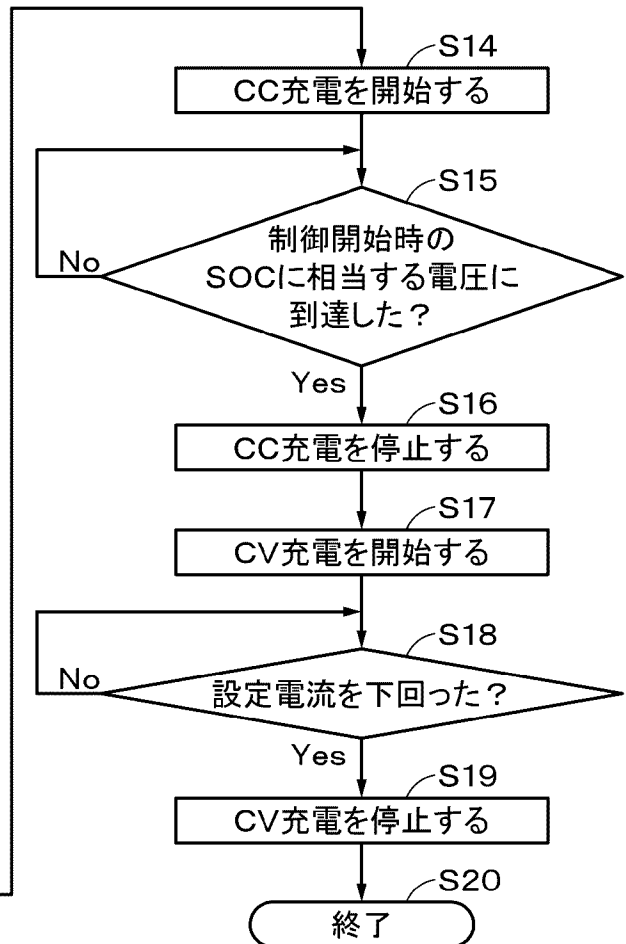 S14
CC充電を開始する
S15
制御開始時の
SOCに相当する電圧に
到達した？
No
Yes
S16
CC充電を停止する
S17
CV充電を開始する
S18
設定電流を下回った？
No
Yes
S19
CV充電を停止する
S20
終了